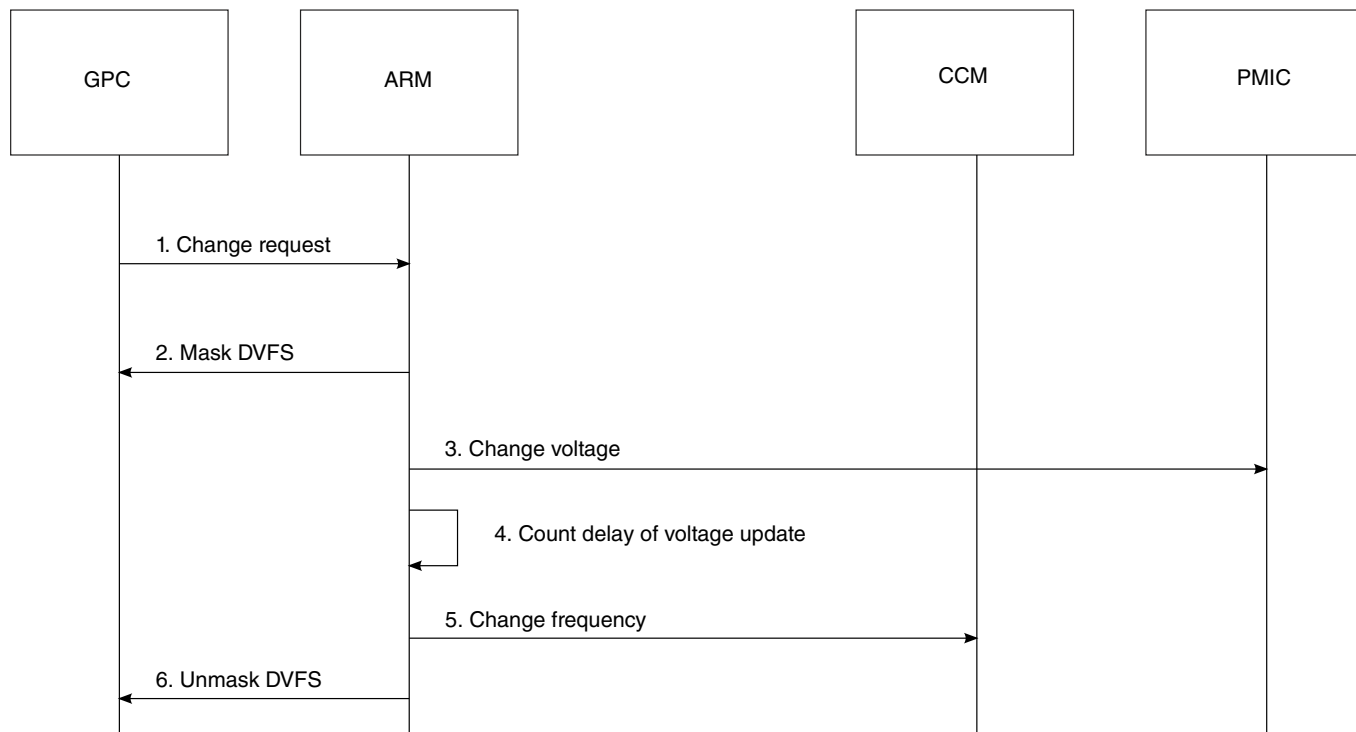 GPC
ARM
CCM
PMIC
1. Change request
2. Mask DVFS
3. Change voltage
4. Count delay of voltage update
5. Change frequency
6. Unmask DVFS